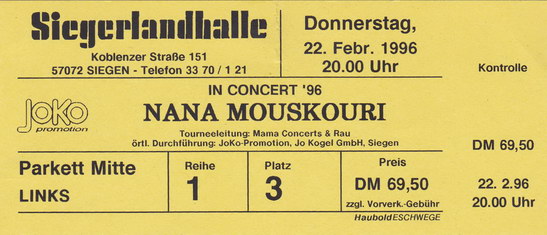 Siegerlandhalle
Koblenzer Straße 151
57072 SIEGEN - Telefon 33 70 / 1 21
Donnerstag,
22. Febr. 1996
20.00 Uhr
Kontrolle
JOKO
promotion
IN CONCERT '96
NANA MOUSKOURI
Tourneeleitung: Mama Concerts & Rau
örtl. Durchführung: JoKo-Promotion, Jo Kogel GmbH, Siegen
DM 69,50
Parkett Mitte
LINKS
Reihe
1
Platz
3
Preis
DM 69,50
zzgl. Vorverk.-Gebühr
22.2.96
20.00 Uhr
HauboldESCHWEGE